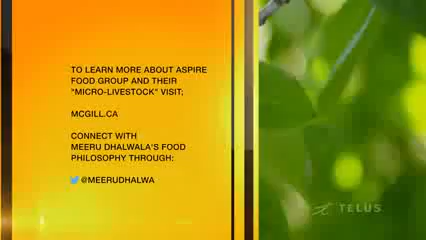 TO LEARN MORE ABOUT ASPIRE
FOOD GROUP AND THEIR
"MICRO-LIVESTOCK" VISIT;
MCGILL.CA
CONNECT WITH
MEERU DHALWALA'S FOOD
PHILOSOPHY THROUGH:
@MEERUDHALWA
TELUS